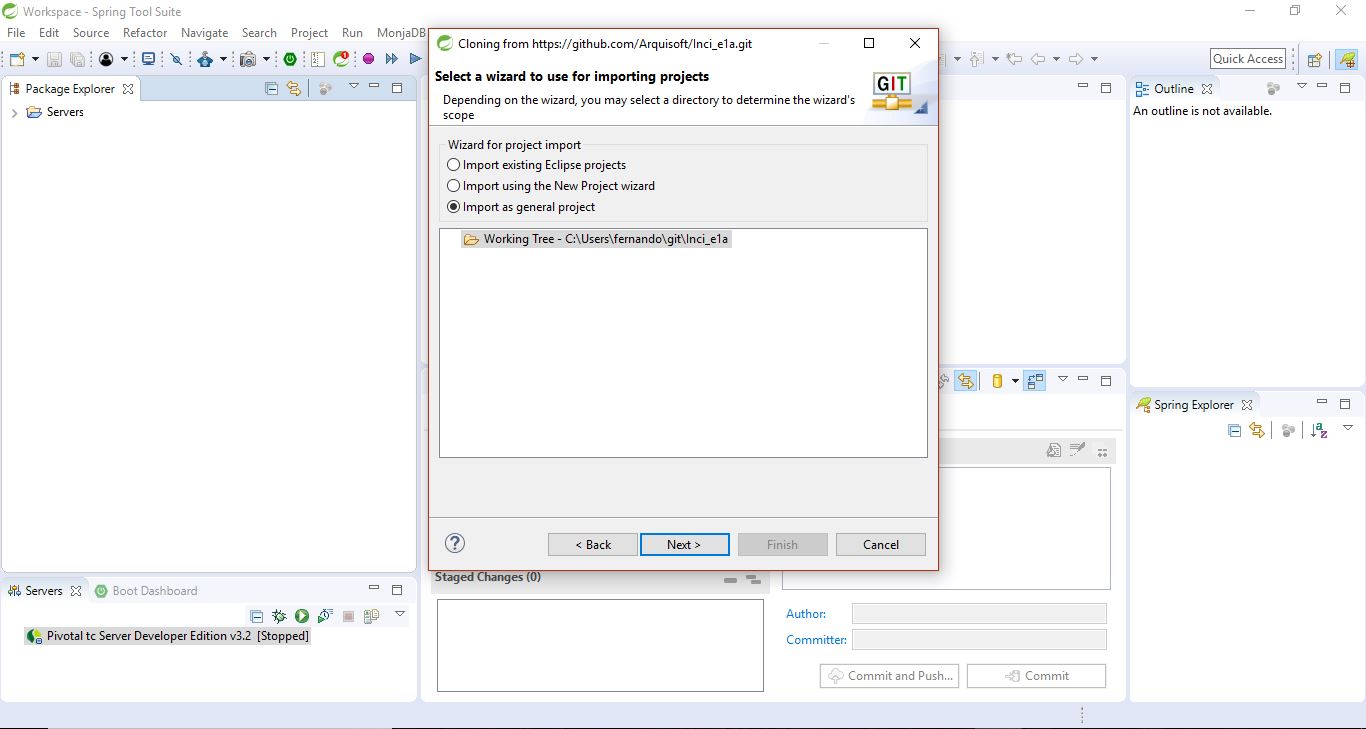 Workspace - Spring Tool Suite
File Edit Source Refactor Navigate Search Project Run MonjaDB
Quick Access
Package Explorer
Servers
Cloning from https://github.com/Arquisoft/Inci_e1a.git
Select a wizard to use for importing projects
Depending on the wizard, you may select a directory to determine the wizard's
scope
GIT
Wizard for project import
Import existing Eclipse projects
Import using the New Project wizard
Import as general project
Working Tree - C:\Users\fernando\git\Inci_e1a
< Back Next > Finish Cancel
Outline
An outline is not available.
Spring Explorer
Servers Boot Dashboard
Pivotal tc Server Developer Edition v3.2 [Stopped]
Staged Changes (0)
Author:
Committer:
Commit and Push... Commit